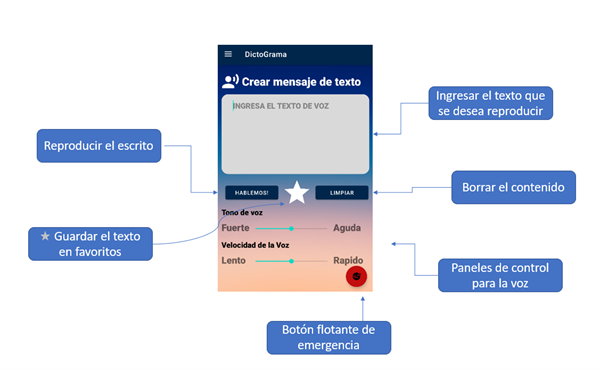 DictoGrama
Crear mensaje de texto
INGRESA EL TEXTO DE VOZ
Ingresar el texto que
se desea reproducir
Reproducir el escrito
HABLEMOS!
LIMPIAR
Borrar el contenido
Tono de voz
Fuerte
Aguda
Guardar el texto
en favoritos
Velocidad de la Voz
Lento
Rapido
Paneles de control
para la voz
Botón flotante de
emergencia